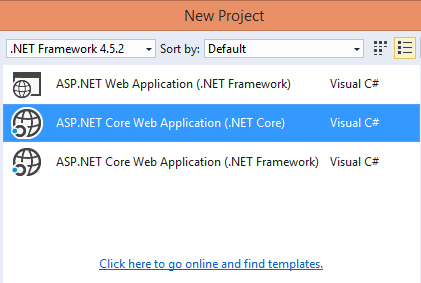 New Project
.NET Framework 4.5.2 Sort by: Default
ASP.NET Web Application (.NET Framework) Visual C#
ASP.NET Core Web Application (.NET Core) Visual C#
ASP.NET Core Web Application (.NET Framework) Visual C#
Click here to go online and find templates.